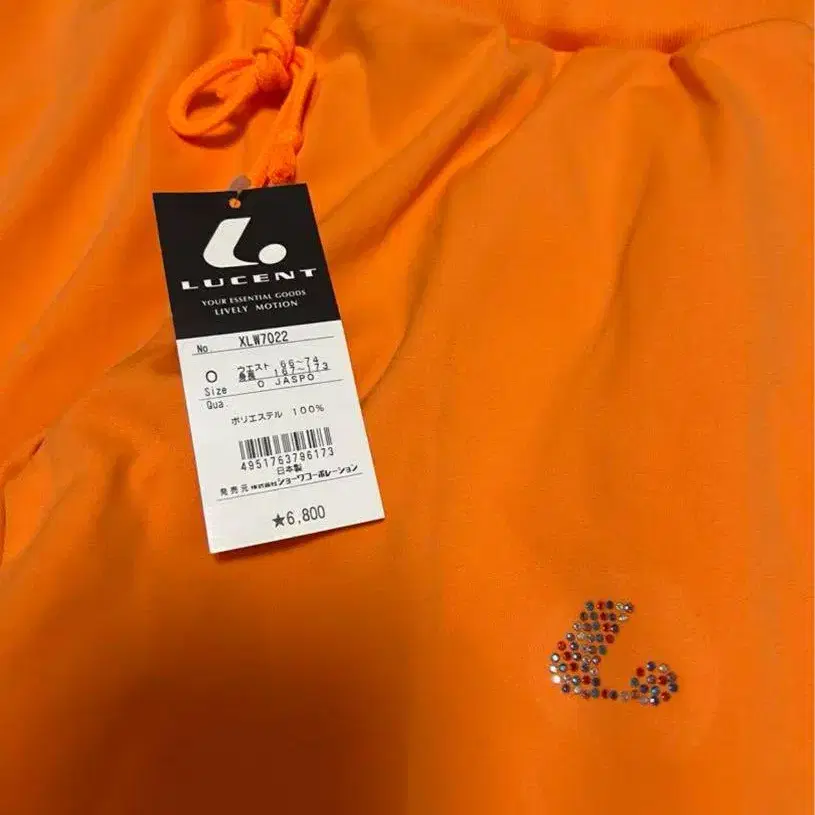 LUCENT
YOUR ESSENTIAL GOODS
LIVELY MOTION
No. XLW7022
O ウエスト 66~74
身長 167~173
Size O JASPO
Qua.
ポリエステル 100%
4951763796173
日本製
発売元 株式会社ショーワコーポレーション
★6,800